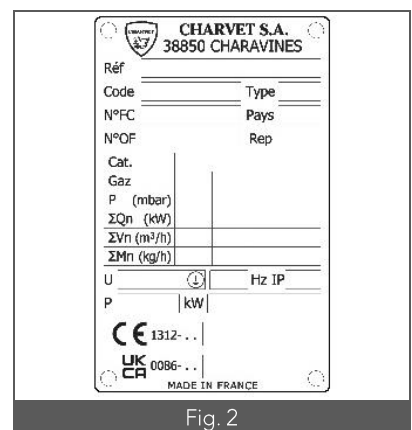 CHARVET
CHARVET S.A.
38850 CHARAVINES
Réf
Code Type
N°FC Pays
N°OF Rep
Cat.
Gaz
P (mbar)
ΣQn (kW)
ΣVn (m³/h)
ΣMn (kg/h)
U Hz IP
P kW
CE 1312-..
UK CA 0086-..
MADE IN FRANCE
Fig. 2